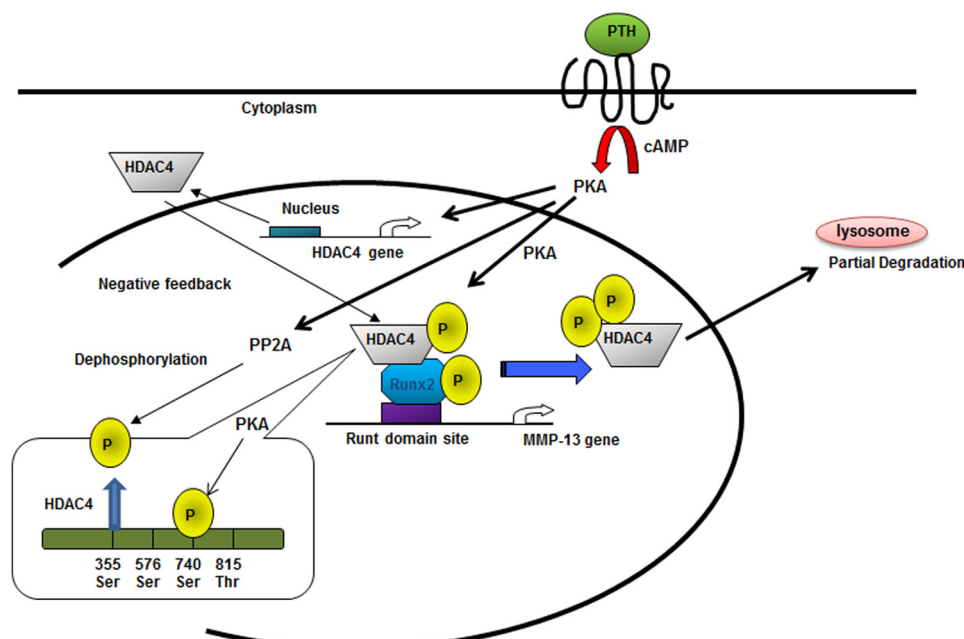 PTH
Cytoplasm
cAMP
HDAC4
PKA
Nucleus
HDAC4 gene
lysosome
Partial Degradation
PKA
Negative feedback
P
P
P
HDAC4
HDAC4
PP2A
Dephosphorylation
Runx2
P
PKA
Runt domain site
MMP-13 gene
P
HDAC4
P
355 576 740 815
Ser Ser Ser Thr